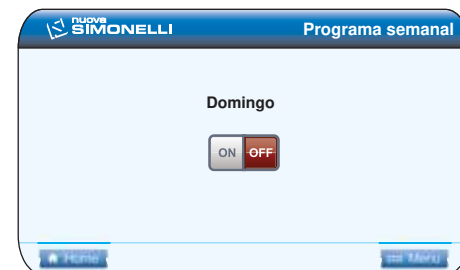 nuova
SIMONELLI
Programa semanal
Domingo
ON OFF
Home
Menu